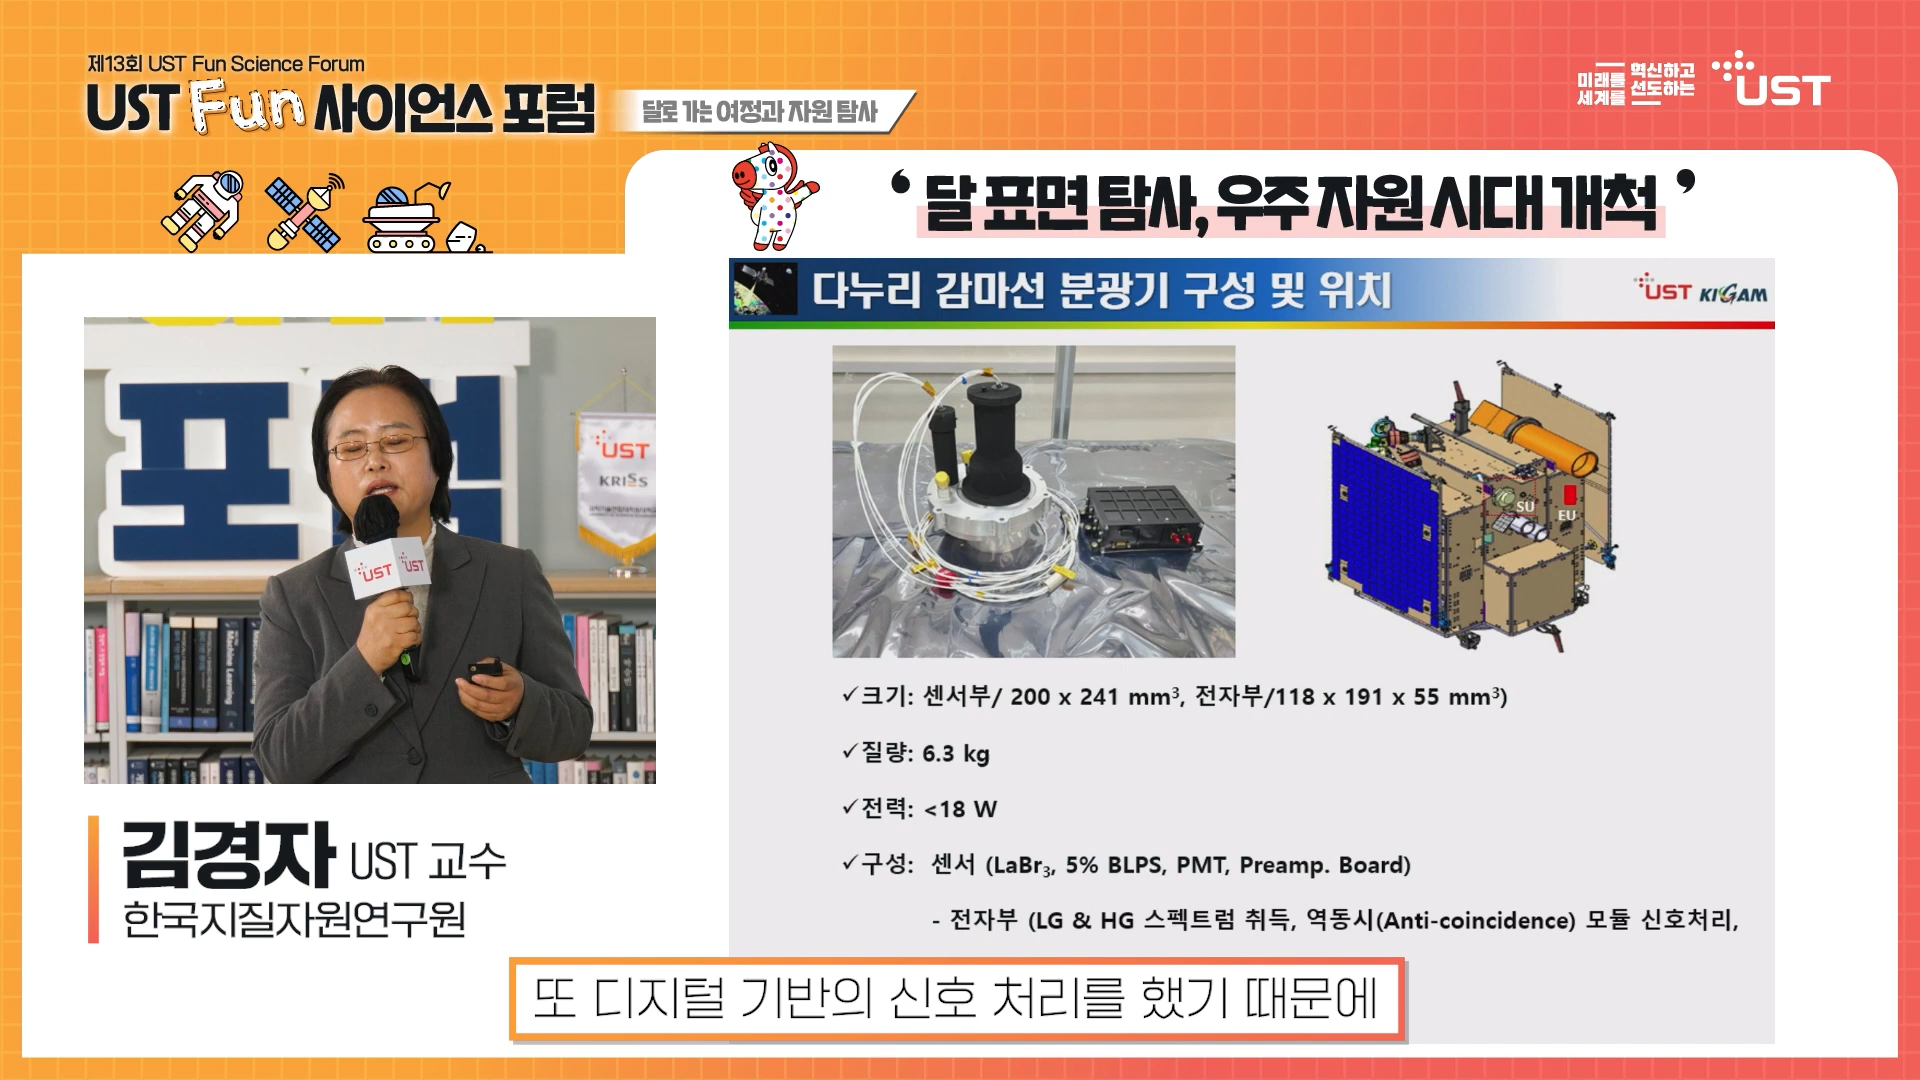 제13회 UST Fun Science Forum
UST Fun 사이언스 포럼
달로 가는 여정과 자원 탐사
미래를 혁신하고
세계를 선도하는
UST
‘ 달 표면 탐사, 우주 자원 시대 개척 ’
다누리 감마선 분광기 구성 및 위치
UST KIGAM
SU
EU
✓크기: 센서부/ 200 x 241 mm³, 전자부/118 x 191 x 55 mm³)
✓질량: 6.3 kg
✓전력: <18 W
✓구성: 센서 (LaBr₃, 5% BLPS, PMT, Preamp. Board)
- 전자부 (LG & HG 스펙트럼 취득, 역동시(Anti-coincidence) 모듈 신호처리,
포럼
UST
KRISS
UST UST
Machine Learning
김경자 UST 교수
한국지질자원연구원
또 디지털 기반의 신호 처리를 했기 때문에